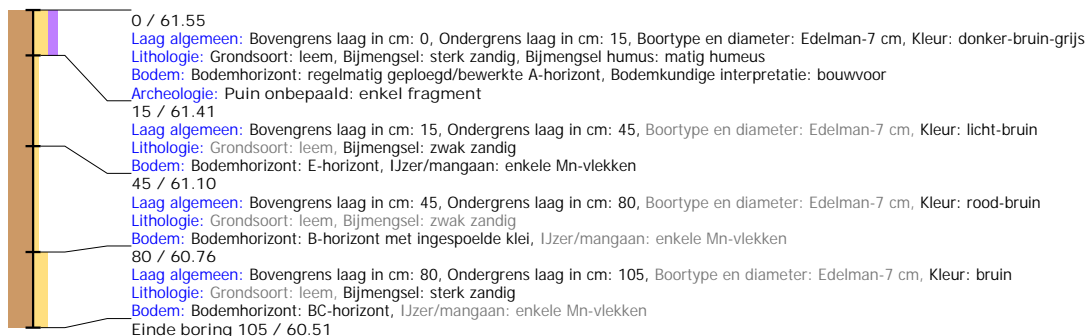 0 / 61.55
Laag algemeen: Bovengrens laag in cm: 0, Ondergrens laag in cm: 15, Boortype en diameter: Edelman-7 cm, Kleur: donker-bruin-grijs
Lithologie: Grondsoort: leem, Bijmengsel: sterk zandig, Bijmengsel humus: matig humeus
Bodem: Bodemhorizont: regelmatig geploegd/bewerkte A-horizont, Bodemkundige interpretatie: bouwvoor
Archeologie: Puin onbepaald: enkel fragment
15 / 61.41
Laag algemeen: Bovengrens laag in cm: 15, Ondergrens laag in cm: 45, Boortype en diameter: Edelman-7 cm, Kleur: licht-bruin
Lithologie: Grondsoort: leem, Bijmengsel: zwak zandig
Bodem: Bodemhorizont: E-horizont, IJzer/mangaan: enkele Mn-vlekken
45 / 61.10
Laag algemeen: Bovengrens laag in cm: 45, Ondergrens laag in cm: 80, Boortype en diameter: Edelman-7 cm, Kleur: rood-bruin
Lithologie: Grondsoort: leem, Bijmengsel: zwak zandig
Bodem: Bodemhorizont: B-horizont met ingespoelde klei, IJzer/mangaan: enkele Mn-vlekken
80 / 60.76
Laag algemeen: Bovengrens laag in cm: 80, Ondergrens laag in cm: 105, Boortype en diameter: Edelman-7 cm, Kleur: bruin
Lithologie: Grondsoort: leem, Bijmengsel: sterk zandig
Bodem: Bodemhorizont: BC-horizont, IJzer/mangaan: enkele Mn-vlekken
Einde boring 105 / 60.51